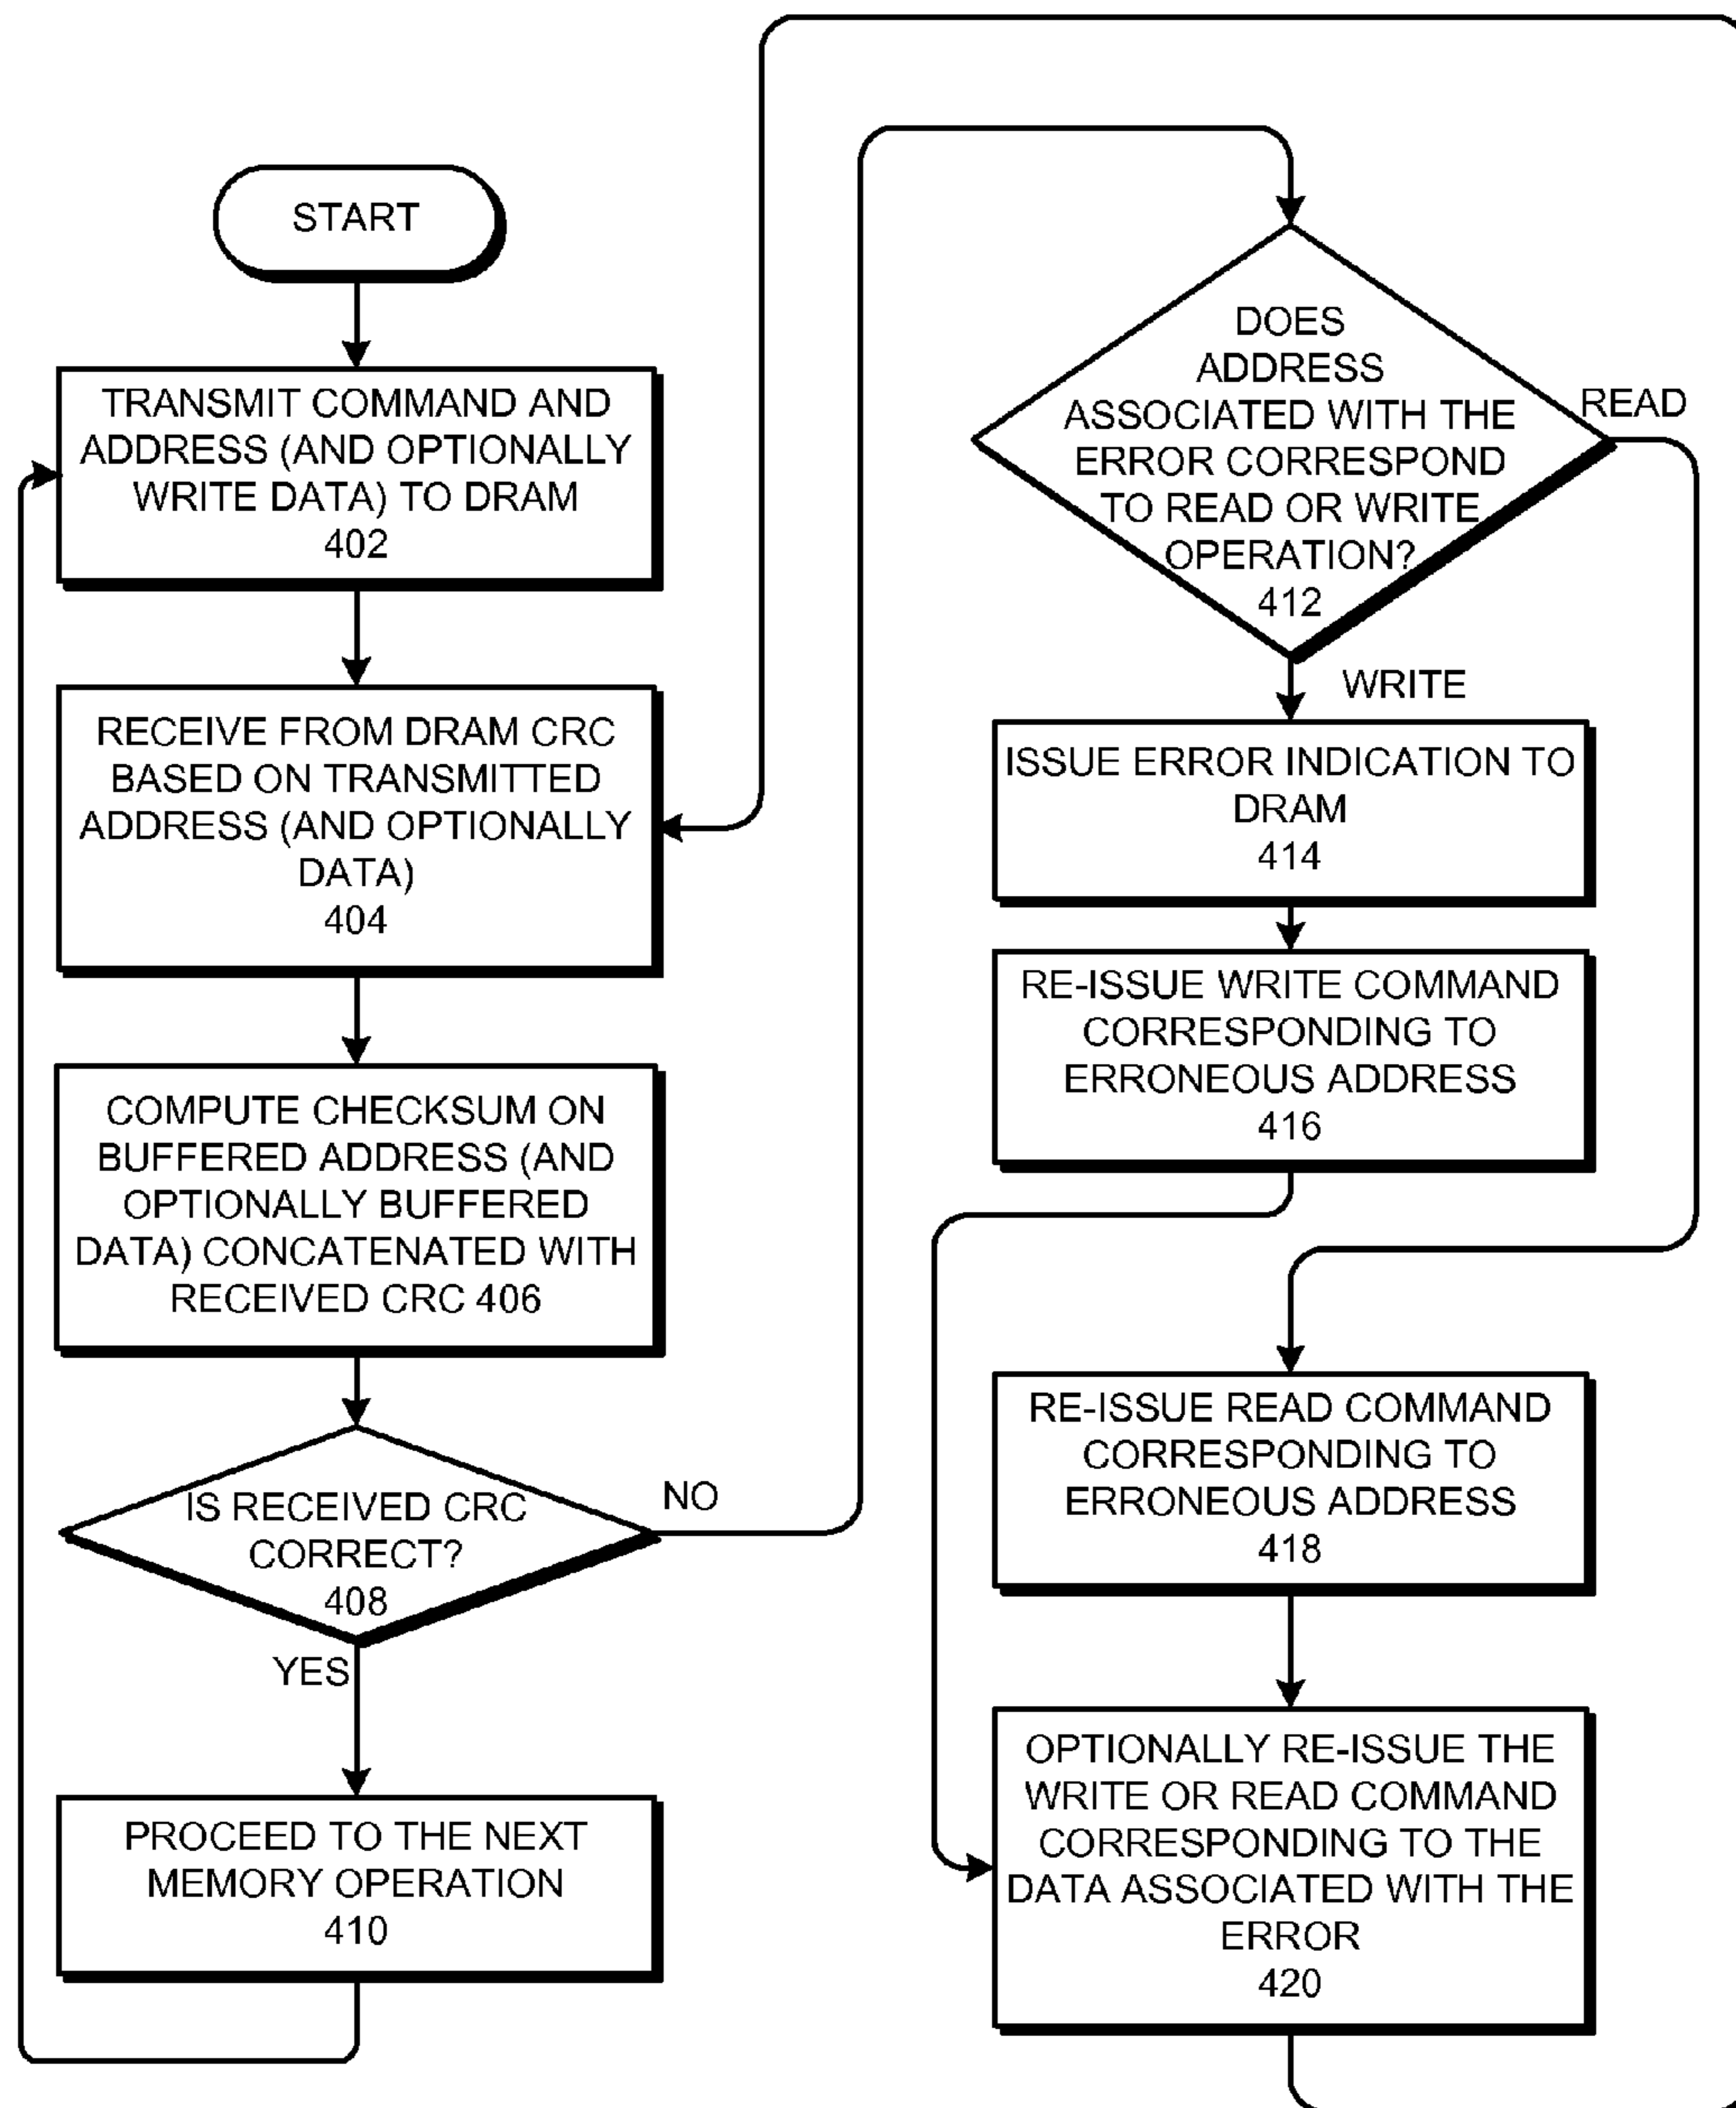 START
TRANSMIT COMMAND AND
ADDRESS (AND OPTIONALLY
WRITE DATA) TO DRAM
402
RECEIVE FROM DRAM CRC
BASED ON TRANSMITTED
ADDRESS (AND OPTIONALLY
DATA)
404
COMPUTE CHECKSUM ON
BUFFERED ADDRESS (AND
OPTIONALLY BUFFERED
DATA) CONCATENATED WITH
RECEIVED CRC 406
IS RECEIVED CRC
CORRECT?
408
NO
YES
PROCEED TO THE NEXT
MEMORY OPERATION
410
DOES
ADDRESS
ASSOCIATED WITH THE
ERROR CORRESPOND
TO READ OR WRITE
OPERATION?
412
READ
WRITE
ISSUE ERROR INDICATION TO
DRAM
414
RE-ISSUE WRITE COMMAND
CORRESPONDING TO
ERRONEOUS ADDRESS
416
RE-ISSUE READ COMMAND
CORRESPONDING TO
ERRONEOUS ADDRESS
418
OPTIONALLY RE-ISSUE THE
WRITE OR READ COMMAND
CORRESPONDING TO THE
DATA ASSOCIATED WITH THE
ERROR
420